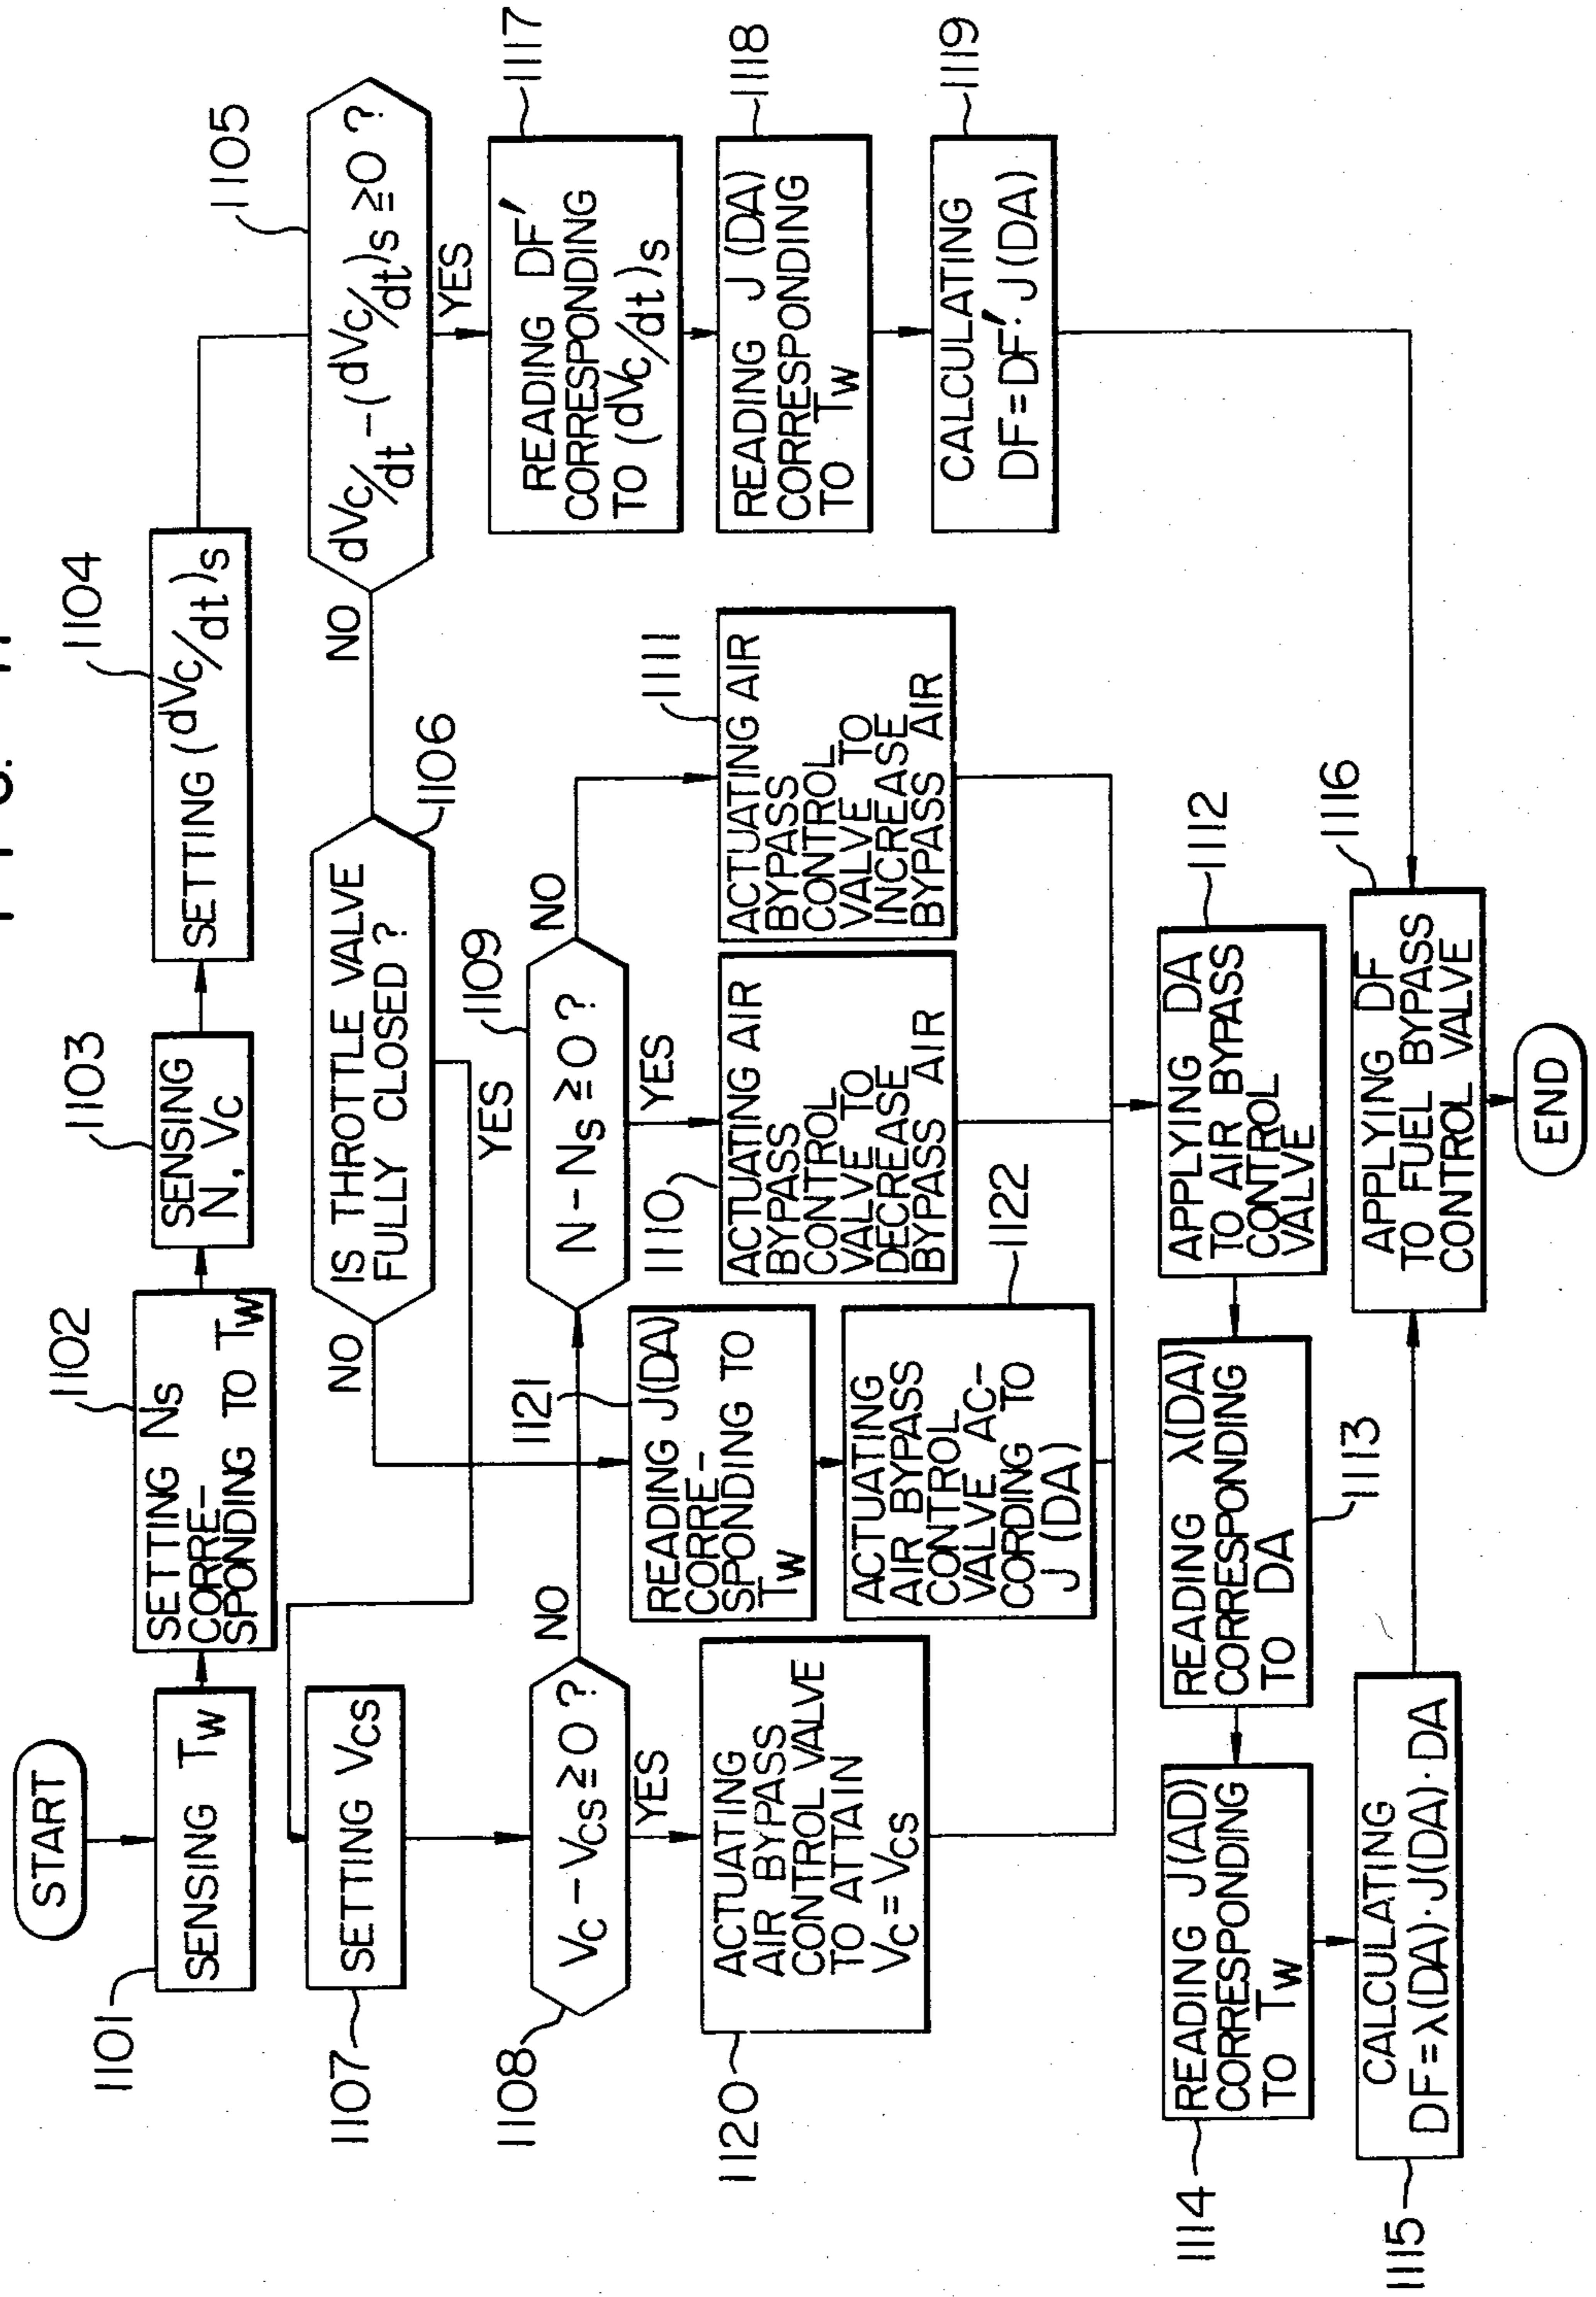 START
1101
SENSING Tw
1102
SETTING Ns
CORRE-
SPONDING TO Tw
1103
SENSING
N, Vc
1104
SETTING (dVc/dt)s
1105
dVc/dt - (dVc/dt)s ≧ 0 ?
NO
YES
1106
IS THROTTLE VALVE
FULLY CLOSED ?
NO
YES
1107
SETTING Vcs
1108
Vc - Vcs ≧ 0 ?
NO
YES
1109
N - Ns ≧ 0 ?
NO
YES
1117
READING DF'
CORRESPONDING
TO (dVc/dt)s
1118
READING J (DA)
CORRESPONDING
TO Tw
1119
CALCULATING
DF = DF'· J (DA)
1120
ACTUATING
AIR BYPASS
CONTROL VALVE
TO ATTAIN
Vc = Vcs
1121
READING J(DA)
CORRE-
SPONDING TO
Tw
1122
ACTUATING
AIR BYPASS
CONTROL
VALVE AC-
CORDING TO
J (DA)
1110
ACTUATING AIR
BYPASS
CONTROL
VALVE TO
DECREASE
BYPASS AIR
1111
ACTUATING AIR
BYPASS
CONTROL
VALVE TO
INCREASE
BYPASS AIR
1112
APPLYING DA
TO AIR BYPASS
CONTROL
VALVE
1113
READING λ(DA)
CORRESPONDING
TO DA
1114
READING J(AD)
CORRESPONDING
TO Tw
1115
CALCULATING
DF = λ(DA)·J(DA)·DA
1116
APPLYING DF
TO FUEL BYPASS
CONTROL VALVE
END